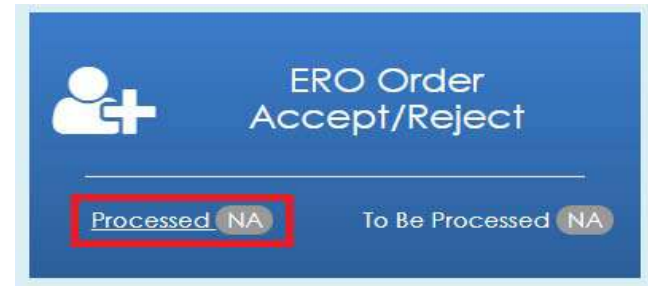 ERO Order
Accept/Reject
Processed NA To Be Processed NA